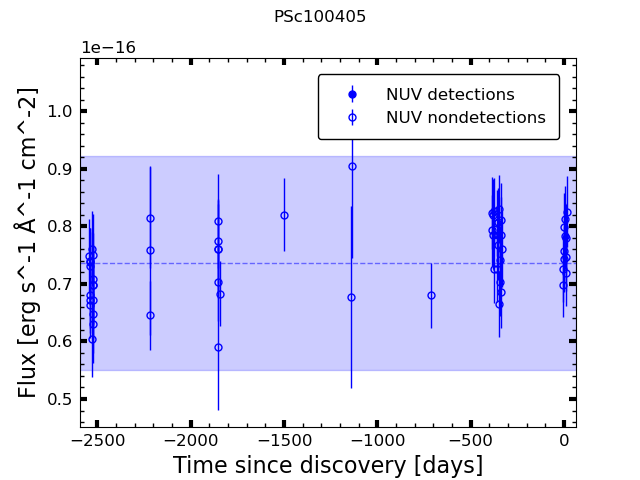 PSc100405
1e−16
NUV detections
NUV nondetections
1.0
0.9
0.8
0.7
0.6
0.5
Flux [erg s^-1 Å^-1 cm^-2]
−2500 −2000 −1500 −1000 −500 0
Time since discovery [days]